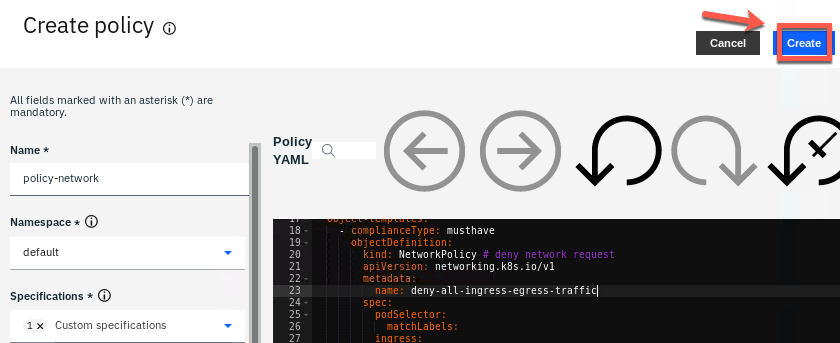 Create policy
Cancel
Create
All fields marked with an asterisk (*) are
mandatory.
Name *
policy-network
Namespace *
default
Specifications *
1 × Custom specifications
Policy
YAML
17 object-templates:
18 - complianceType: musthave
19 objectDefinition:
20 kind: NetworkPolicy # deny network request
21 apiVersion: networking.k8s.io/v1
22 metadata:
23 name: deny-all-ingress-egress-traffic
24 spec:
25 podSelector:
26 matchLabels:
27 ingress: